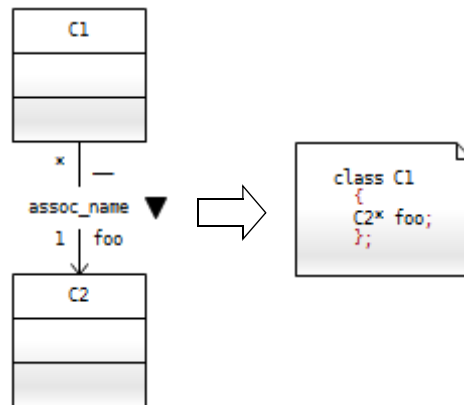 C1
*
assoc_name
1 foo
C2
class C1
{
C2* foo;
};